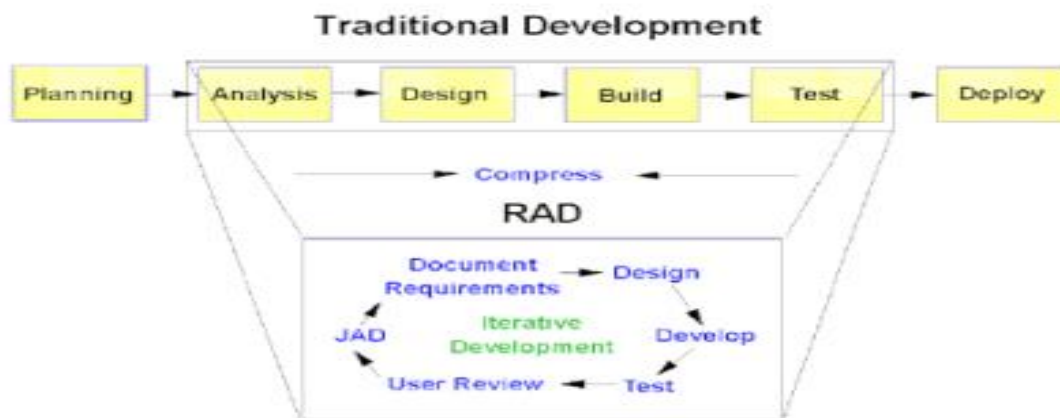 Traditional Development
Planning Analysis Design Build Test Deploy
Compress
RAD
Document
Requirements
Design
JAD
Iterative
Development
Develop
User Review
Test